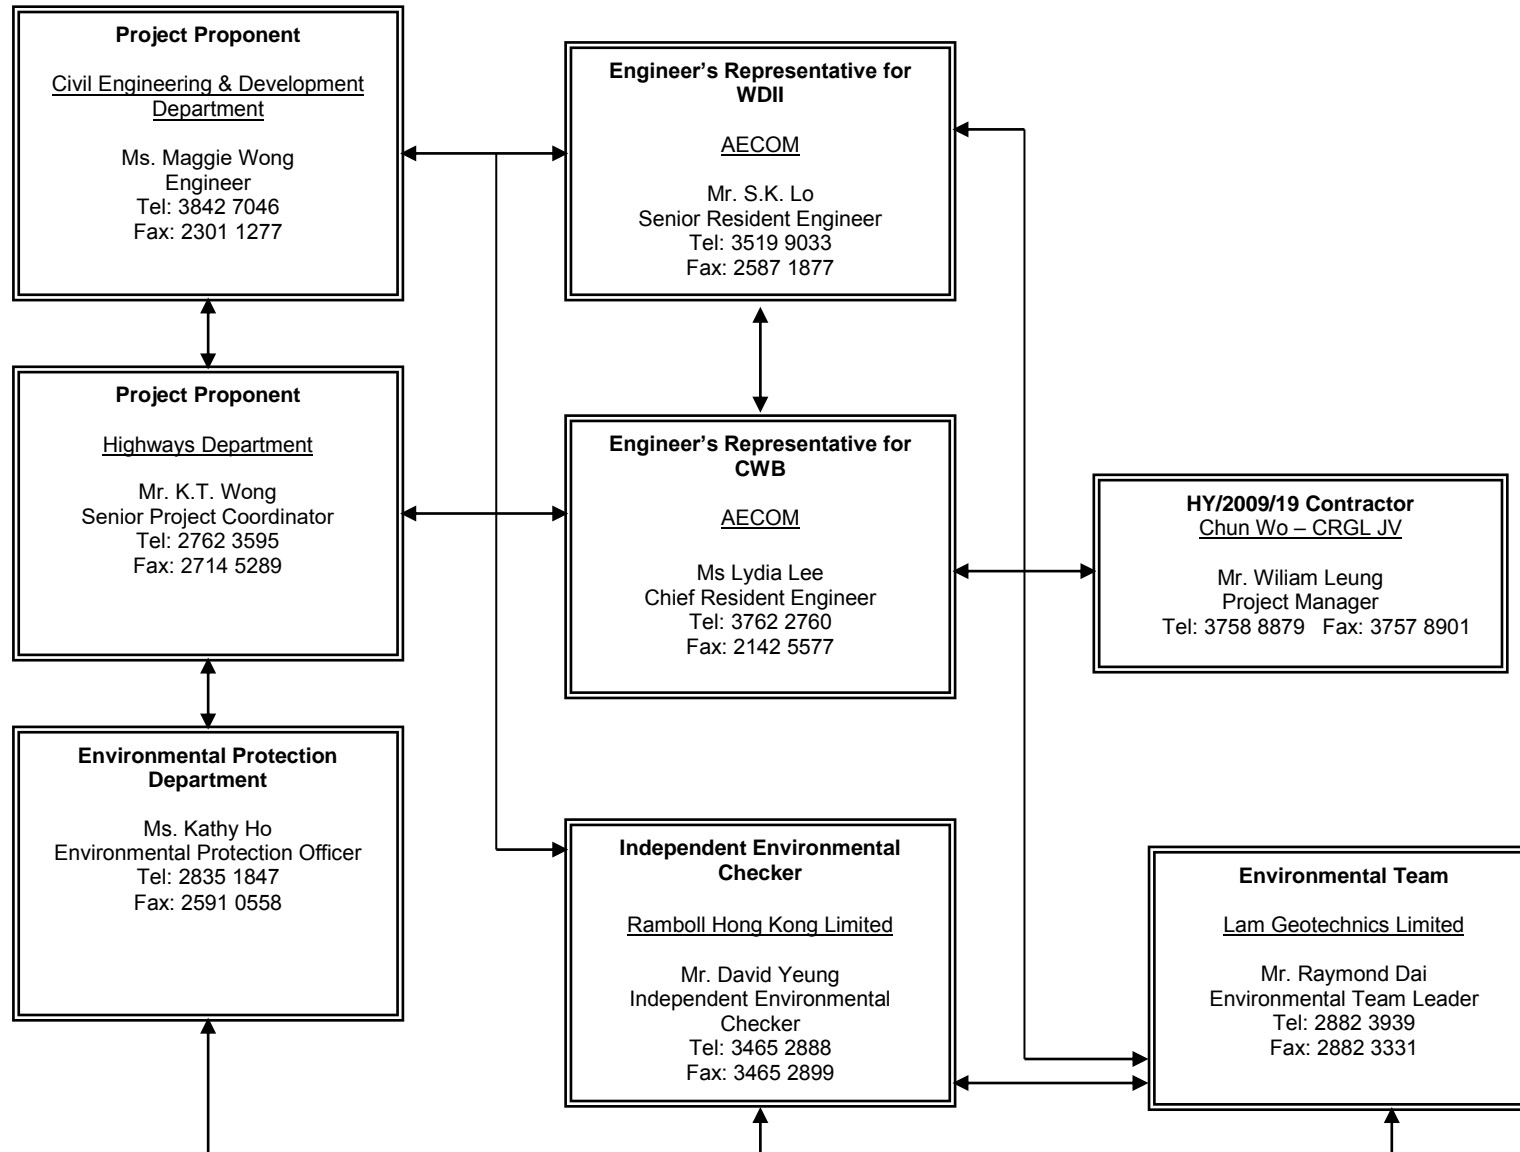 Project Proponent
Civil Engineering & Development
Department
Ms. Maggie Wong
Engineer
Tel: 3842 7046
Fax: 2301 1277
Engineer’s Representative for
WDII
AECOM
Mr. S.K. Lo
Senior Resident Engineer
Tel: 3519 9033
Fax: 2587 1877
Project Proponent
Highways Department
Mr. K.T. Wong
Senior Project Coordinator
Tel: 2762 3595
Fax: 2714 5289
Engineer’s Representative for
CWB
AECOM
Ms Lydia Lee
Chief Resident Engineer
Tel: 3762 2760
Fax: 2142 5577
HY/2009/19 Contractor
Chun Wo – CRGL JV
Mr. Wiliam Leung
Project Manager
Tel: 3758 8879   Fax: 3757 8901
Environmental Protection
Department
Ms. Kathy Ho
Environmental Protection Officer
Tel: 2835 1847
Fax: 2591 0558
Independent Environmental
Checker
Ramboll Hong Kong Limited
Mr. David Yeung
Independent Environmental
Checker
Tel: 3465 2888
Fax: 3465 2899
Environmental Team
Lam Geotechnics Limited
Mr. Raymond Dai
Environmental Team Leader
Tel: 2882 3939
Fax: 2882 3331